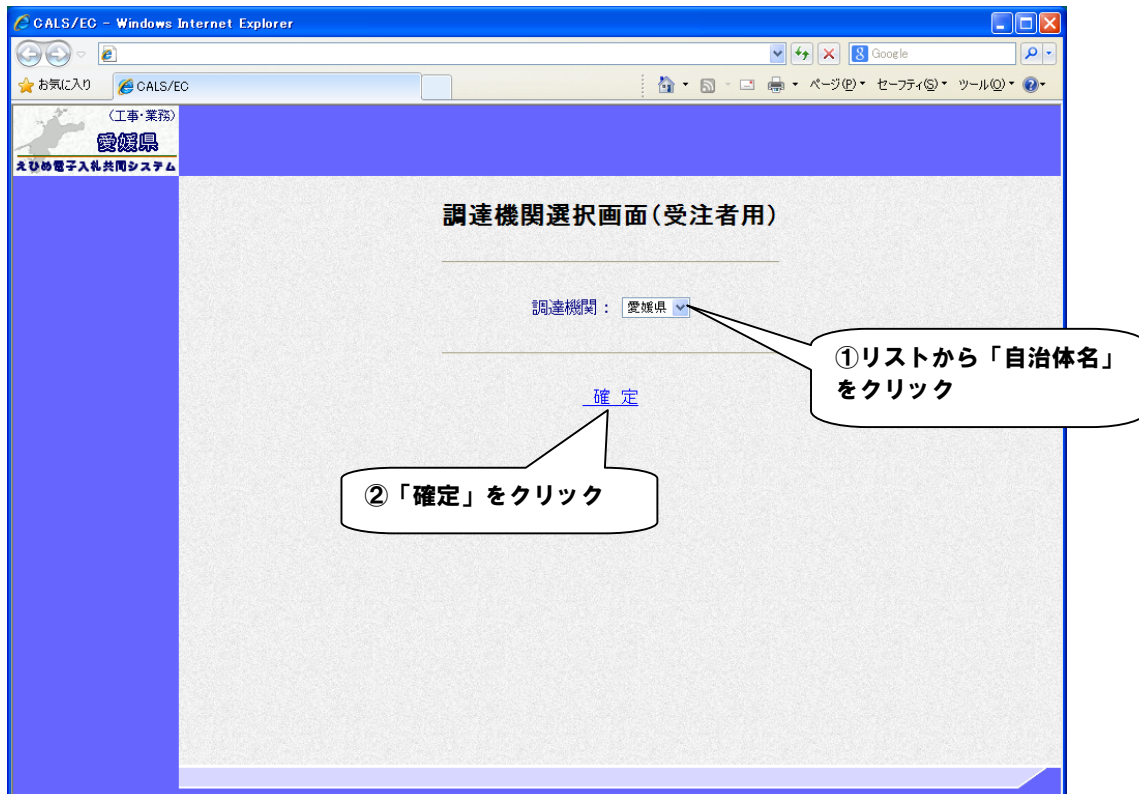 CALS/EC - Windows Internet Explorer
Google
お気に入り
CALS/EC
ページ(P)
セーフティ(S)
ツール(O)
〈工事・業務〉
愛媛県
えひめ電子入札共同システム
調達機関選択画面(受注者用)
調達機関： 愛媛県
①リストから「自治体名」
をクリック
確 定
②「確定」をクリック